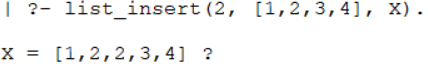 | ?- list_insert(2, [1,2,3,4], X).
X = [1,2,2,3,4] ?